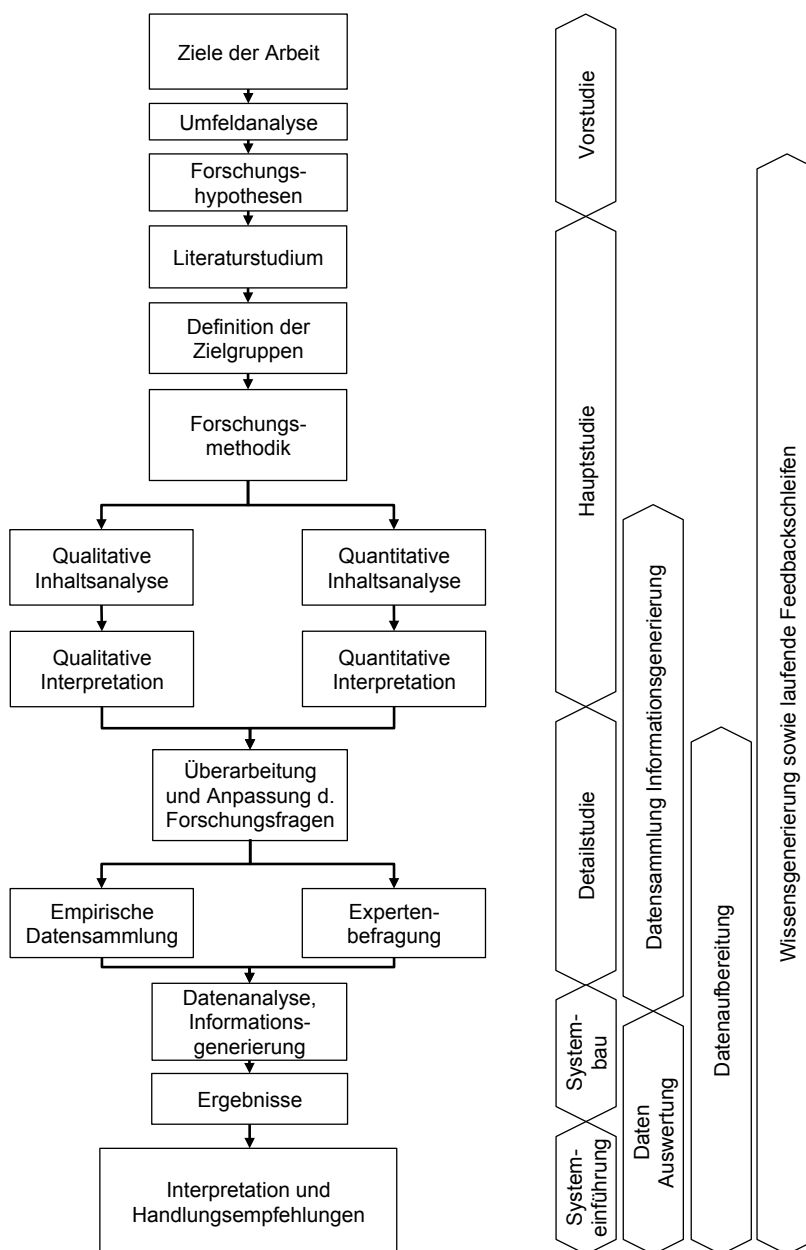 Ziele der Arbeit
Umfeldanalyse
Forschungs-
hypothesen
Literaturstudium
Definition der
Zielgruppen
Forschungs-
methodik
Qualitative
Inhaltsanalyse
Quantitative
Inhaltsanalyse
Qualitative
Interpretation
Quantitative
Interpretation
Überarbeitung
und Anpassung d.
Forschungsfragen
Empirische
Datensammlung
Experten-
befragung
Datenanalyse,
Informations-
generierung
Ergebnisse
Interpretation und
Handlungsempfehlungen
Vorstudie
Hauptstudie
Detailstudie
System-
bau
System-
einführung
Datensammlung Informationsgenerierung
Daten
Auswertung
Datenaufbereitung
Wissensgenerierung sowie laufende Feedbackschleifen